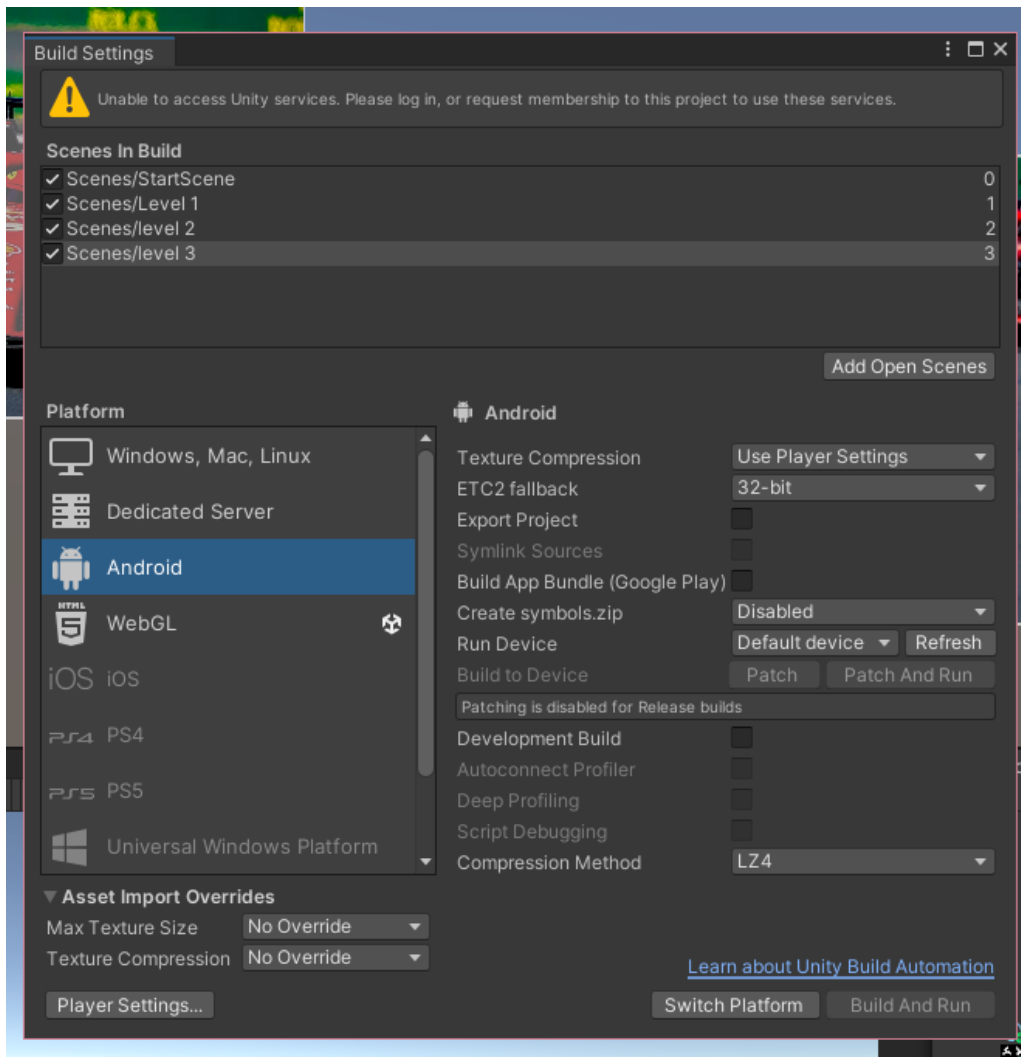 Build Settings
Unable to access Unity services. Please log in, or request membership to this project to use these services.
Scenes In Build
Scenes/StartScene 0
Scenes/Level 1 1
Scenes/level 2 2
Scenes/level 3 3
Add Open Scenes
Platform
Windows, Mac, Linux
Dedicated Server
Android
HTML
5 WebGL
iOS iOS
PS4 PS4
PS5 PS5
Universal Windows Platform
Android
Texture Compression Use Player Settings
ETC2 fallback 32-bit
Export Project
Symlink Sources
Build App Bundle (Google Play)
Create symbols.zip Disabled
Run Device Default device Refresh
Build to Device Patch Patch And Run
Patching is disabled for Release builds
Development Build
Autoconnect Profiler
Deep Profiling
Script Debugging
Compression Method LZ4
Asset Import Overrides
Max Texture Size No Override
Texture Compression No Override
Learn about Unity Build Automation
Player Settings... Switch Platform Build And Run